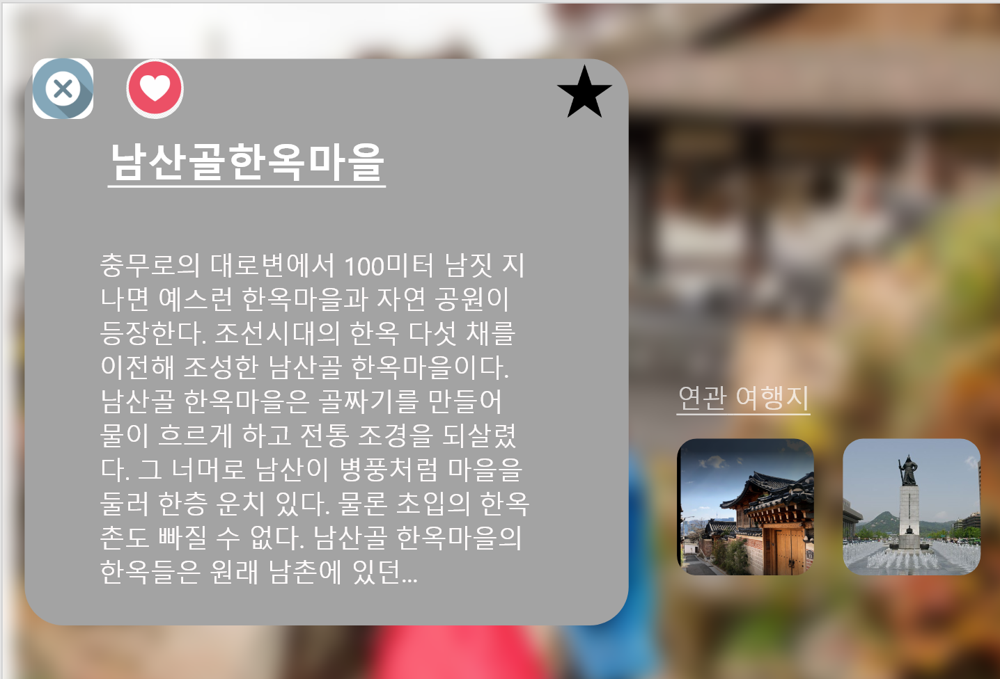 남산골한옥마을
충무로의 대로변에서 100미터 남짓 지
나면 예스런 한옥마을과 자연 공원이
등장한다. 조선시대의 한옥 다섯 채를
이전해 조성한 남산골 한옥마을이다.
남산골 한옥마을은 골짜기를 만들어
물이 흐르게 하고 전통 조경을 되살렸
다. 그 너머로 남산이 병풍처럼 마을을
둘러 한층 운치 있다. 물론 초입의 한옥
촌도 빠질 수 없다. 남산골 한옥마을의
한옥들은 원래 남촌에 있던...
연관 여행지